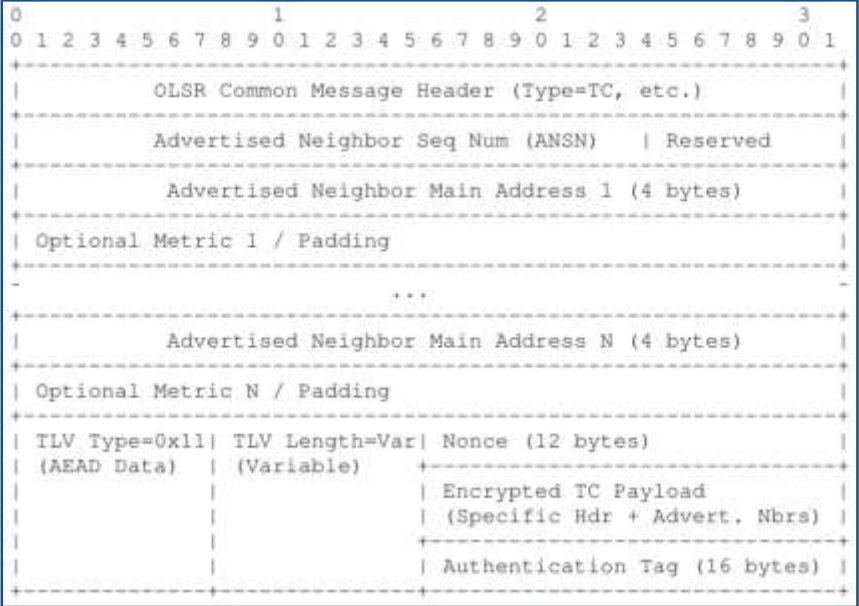 0                   1                   2                   3
0 1 2 3 4 5 6 7 8 9 0 1 2 3 4 5 6 7 8 9 0 1 2 3 4 5 6 7 8 9 0 1
OLSR Common Message Header (Type=TC, etc.)
Advertised Neighbor Seq Num (ANSN) | Reserved
Advertised Neighbor Main Address 1 (4 bytes)
Optional Metric 1 / Padding
...
Advertised Neighbor Main Address N (4 bytes)
Optional Metric N / Padding
TLV Type=0x11| TLV Length=Var| Nonce (12 bytes)
(AEAD Data) | (Variable)
Encrypted TC Payload
(Specific Hdr + Advert. Nbrs)
Authentication Tag (16 bytes)